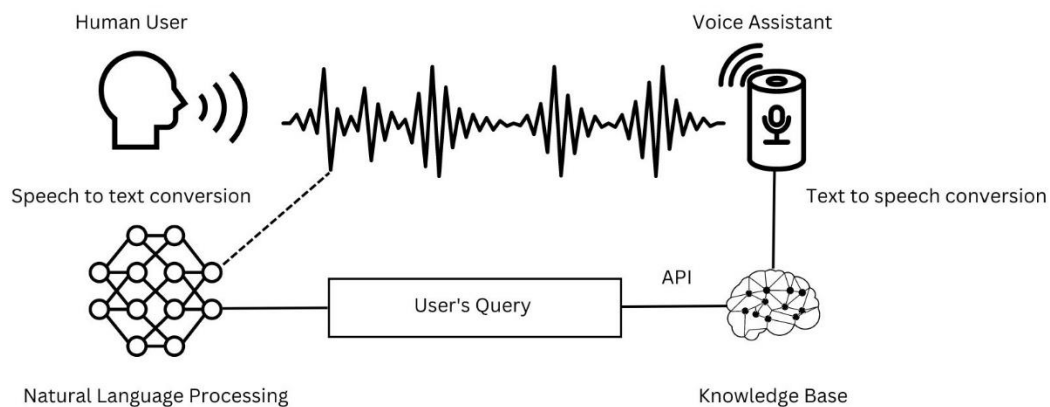 Human User
Voice Assistant
Speech to text conversion
Text to speech conversion
API
User's Query
Natural Language Processing
Knowledge Base